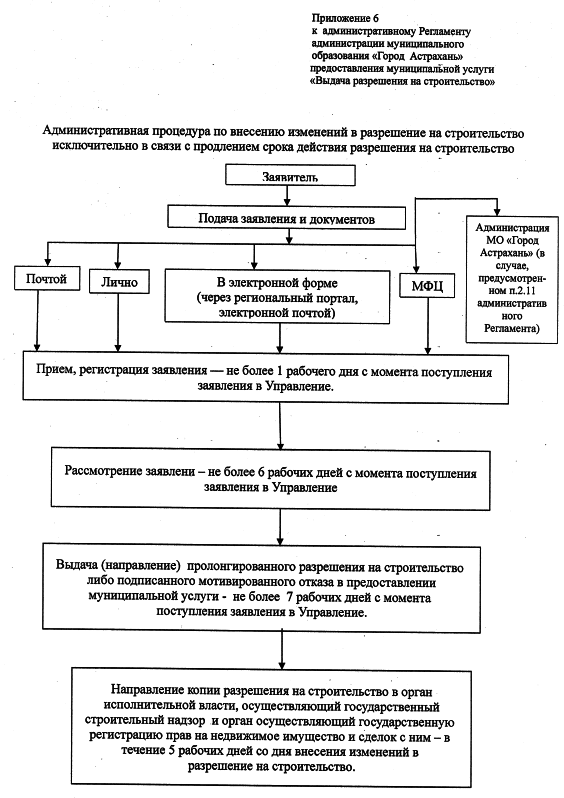 Приложение 6
к административному Регламенту
администрации муниципального
образования «Город Астрахань»
предоставления муниципальной услуги
«Выдача разрешения на строительство»
Административная процедура по внесению изменений в разрешение на строительство
исключительно в связи с продлением срока действия разрешения на строительство
Заявитель
Подача заявления и документов
Почтой
Лично
В электронной форме
(через региональный портал,
электронной почтой)
МФЦ
Администрация
МО «Город
Астрахань» (в
случае,
предусмотрен-
ном п.2.11
административ
ного
Регламента)
Прием, регистрация заявления — не более 1 рабочего дня с момента поступления
заявления в Управление.
Рассмотрение заявлени – не более 6 рабочих дней с момента поступления
заявления в Управление
Выдача (направление) пролонгированного разрешения на строительство
либо подписанного мотивированного отказа в предоставлении
муниципальной услуги - не более 7 рабочих дней с момента
поступления заявления в Управление.
Направление копии разрешения на строительство в орган
исполнительной власти, осуществляющий государственный
строительный надзор и орган осуществляющий государственную
регистрацию прав на недвижимое имущество и сделок с ним – в
течение 5 рабочих дней со дня внесения изменений в
разрешение на строительство.